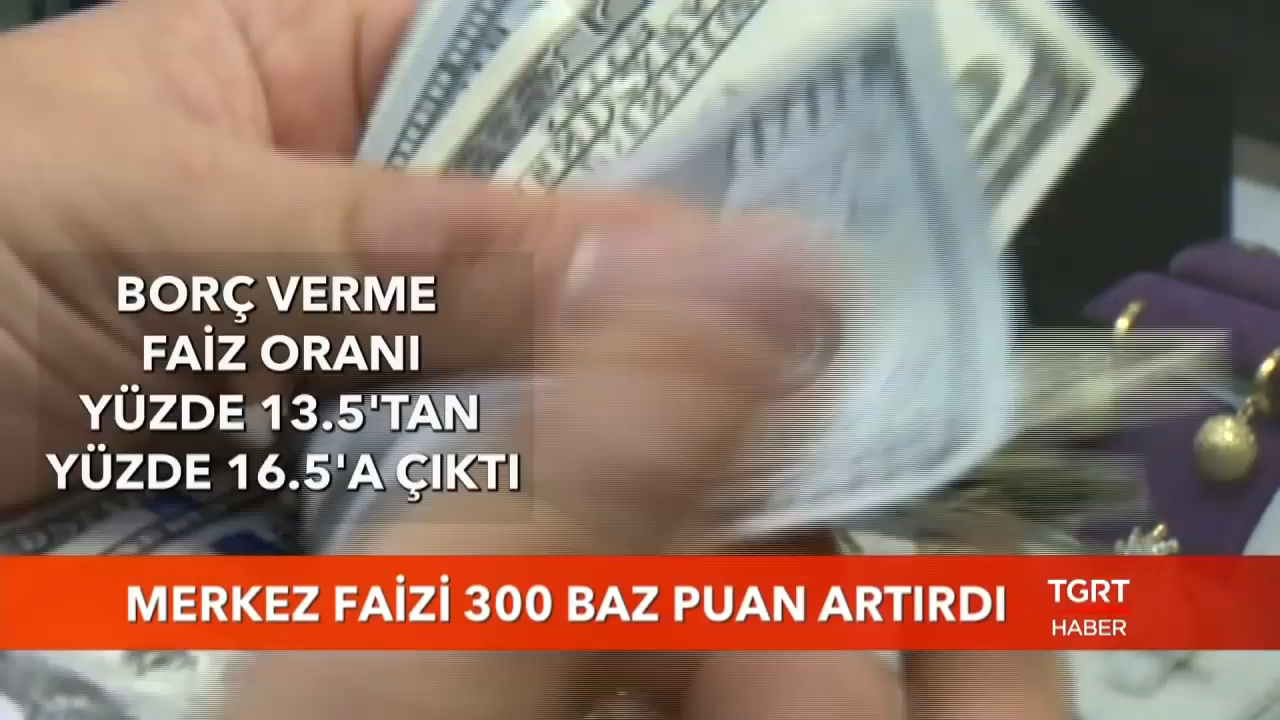 BORÇ VERME
FAİZ ORANI
YÜZDE 13.5'TAN
YÜZDE 16.5'A ÇIKTI
MERKEZ FAİZİ 300 BAZ PUAN ARTIRDI
TGRT
HABER